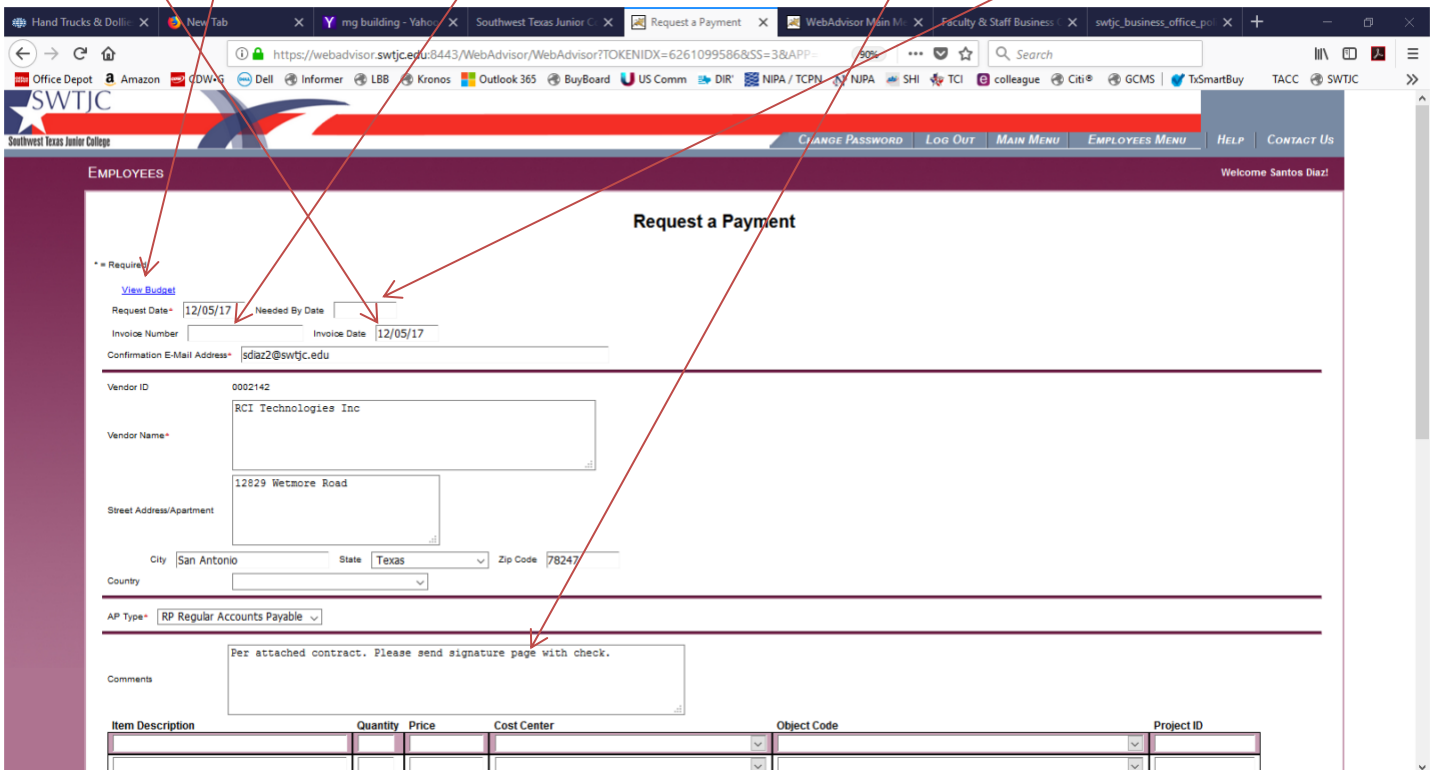 Hand Trucks & Dollie New Tab mg building - Yahoo Southwest Texas Junior C Request a Payment WebAdvisor Main Me Faculty & Staff Business swtjc_business_office_pol
https://webadvisor.swtjc.edu:8443/WebAdvisor/WebAdvisor?TOKENIDX=6261099586&SS=3&APP= 90% Search
Office Depot Amazon CDW•G Dell Informer LBB Kronos Outlook 365 BuyBoard US Comm DIR' NIPA / TCPN NJPA SHI TCI colleague Citi® GCMS TxSmartBuy TACC SWTJC
SWTJC
Southwest Texas Junior College
CHANGE PASSWORD LOG OUT MAIN MENU EMPLOYEES MENU HELP CONTACT US
EMPLOYEES Welcome Santos Diaz!
Request a Payment
* = Required
View Budget
Request Date* 12/05/17 Needed By Date
Invoice Number Invoice Date 12/05/17
Confirmation E-Mail Address* sdiaz2@swtjc.edu
Vendor ID 0002142
Vendor Name* RCI Technologies Inc
Street Address/Apartment 12829 Wetmore Road
City San Antonio State Texas Zip Code 78247
Country
AP Type* RP Regular Accounts Payable
Comments Per attached contract. Please send signature page with check.
Item Description Quantity Price Cost Center Object Code Project ID